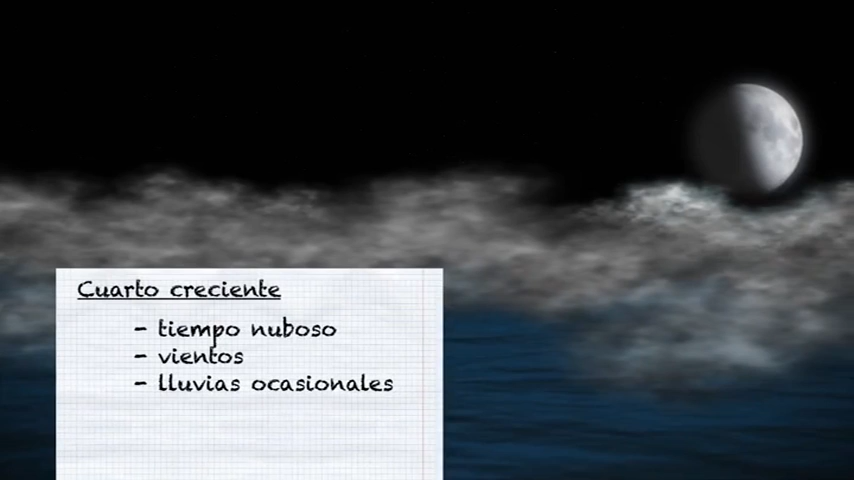 Cuarto creciente
- tiempo nuboso
- vientos
- lluvias ocasionales